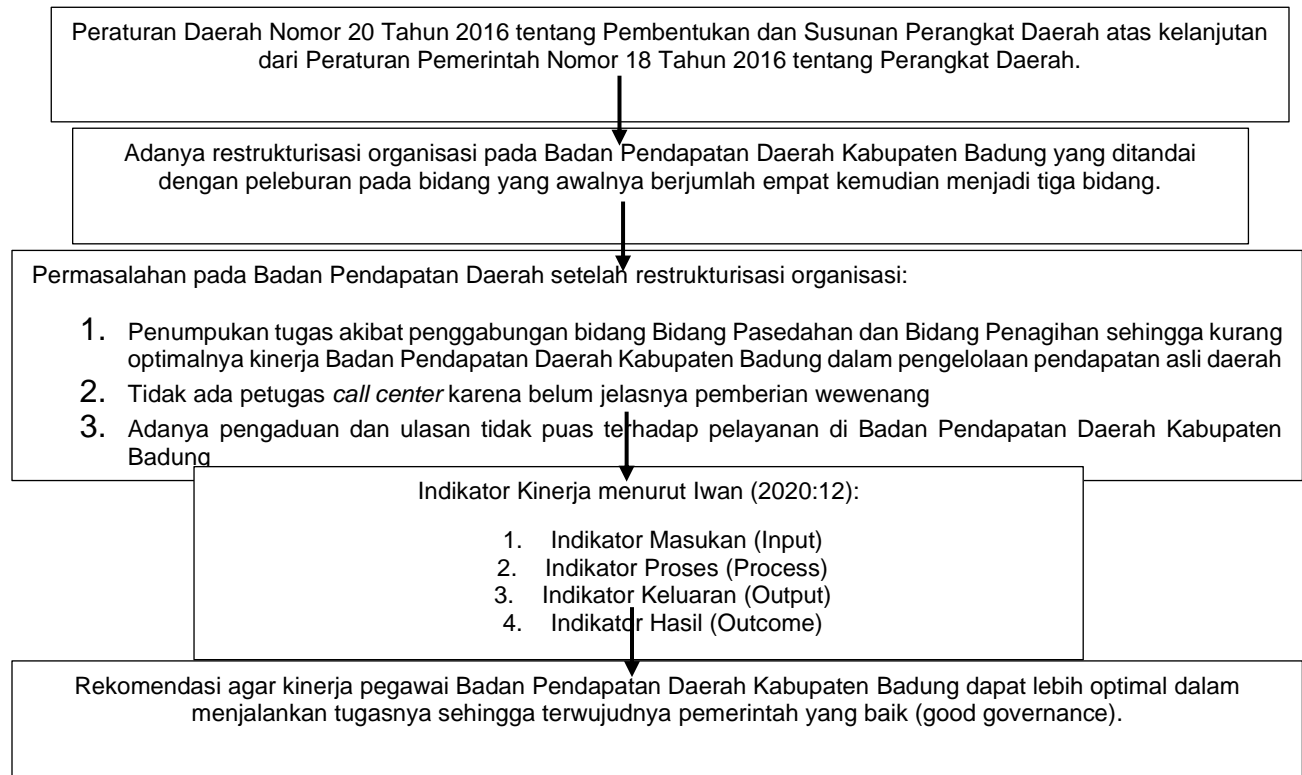 Peraturan Daerah Nomor 20 Tahun 2016 tentang Pembentukan dan Susunan Perangkat Daerah atas kelanjutan
dari Peraturan Pemerintah Nomor 18 Tahun 2016 tentang Perangkat Daerah.
Adanya restrukturisasi organisasi pada Badan Pendapatan Daerah Kabupaten Badung yang ditandai
dengan peleburan pada bidang yang awalnya berjumlah empat kemudian menjadi tiga bidang.
Permasalahan pada Badan Pendapatan Daerah setelah restrukturisasi organisasi:
1. Penumpukan tugas akibat penggabungan bidang Bidang Pasedahan dan Bidang Penagihan sehingga kurang
optimalnya kinerja Badan Pendapatan Daerah Kabupaten Badung dalam pengelolaan pendapatan asli daerah
2. Tidak ada petugas call center karena belum jelasnya pemberian wewenang
3. Adanya pengaduan dan ulasan tidak puas terhadap pelayanan di Badan Pendapatan Daerah Kabupaten
Badung
Indikator Kinerja menurut Iwan (2020:12):
1. Indikator Masukan (Input)
2. Indikator Proses (Process)
3. Indikator Keluaran (Output)
4. Indikator Hasil (Outcome)
Rekomendasi agar kinerja pegawai Badan Pendapatan Daerah Kabupaten Badung dapat lebih optimal dalam
menjalankan tugasnya sehingga terwujudnya pemerintah yang baik (good governance).